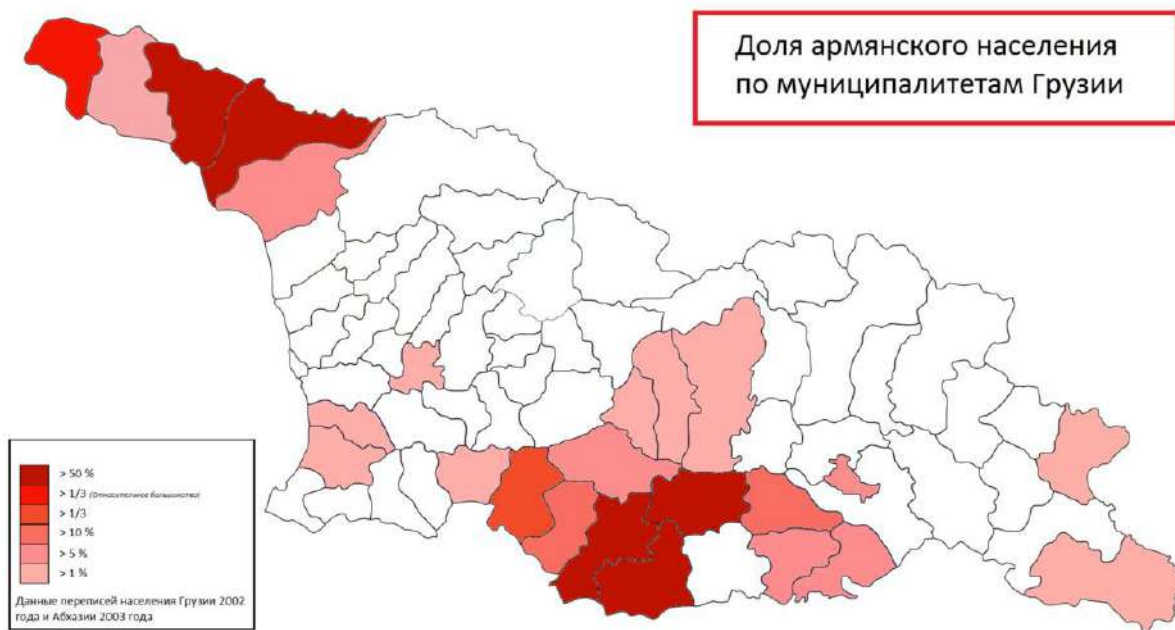 Доля армянского населения
по муниципалитетам Грузии
> 50 %
> 1/3 (Относительное большинство)
> 1/3
> 10 %
> 5 %
> 1 %
Данные переписей населения Грузии 2002
года и Абхазии 2003 года